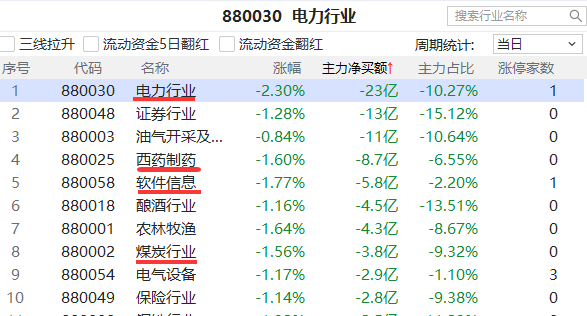 880030 电力行业
搜索行业名称
三线拉升 流动资金5日翻红 流动资金翻红 周期统计: 当日
序号 代码 名称 涨幅 主力净买额↑ 主力占比 涨停家数
1 880030 电力行业 -2.30% -23亿 -10.27% 1
2 880048 证券行业 -1.28% -13亿 -15.12% 0
3 880003 油气开采及... -0.84% -11亿 -10.64% 0
4 880025 西药制药 -1.60% -8.7亿 -6.55% 0
5 880058 软件信息 -1.77% -5.8亿 -2.20% 1
6 880018 酿酒行业 -1.16% -4.5亿 -13.51% 0
7 880001 农林牧渔 -1.64% -4.3亿 -8.67% 0
8 880002 煤炭行业 -1.56% -3.8亿 -9.32% 0
9 880054 电气设备 -1.17% -2.9亿 -1.10% 3
10 880049 保险行业 -1.14% -2.8亿 -9.38% 0